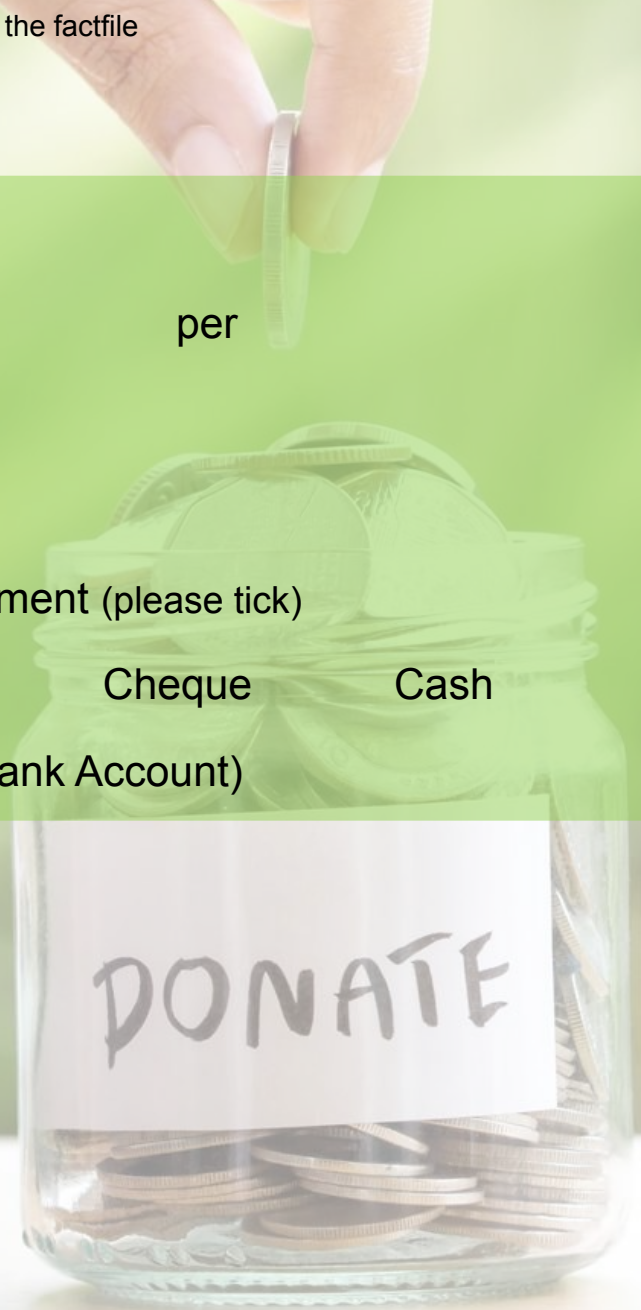 the factfile
per
ment (please tick)
Cheque Cash
ank Account)
DONATE